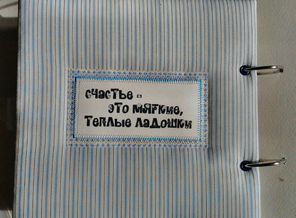 счастье -
это мягкие,
теплые ладошки